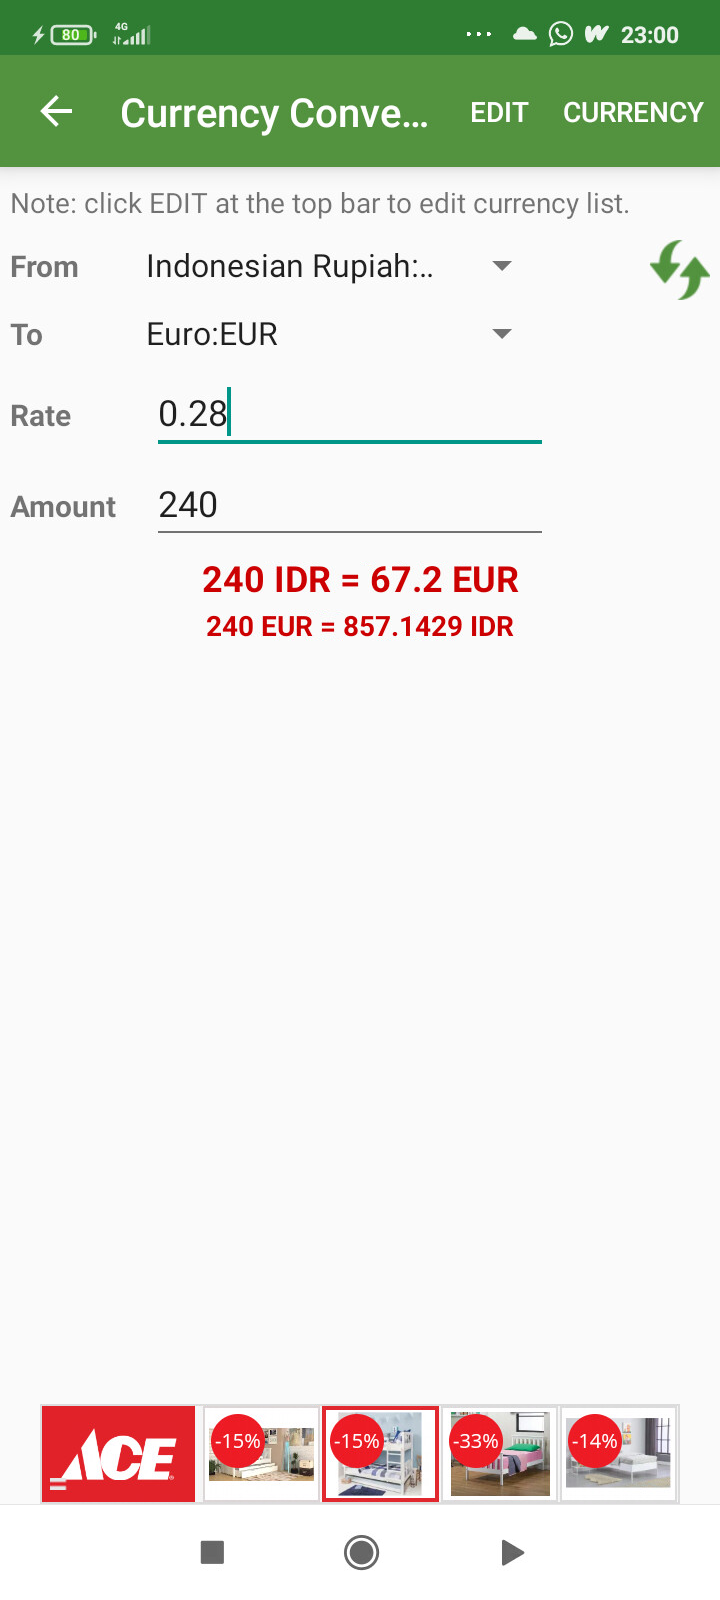 80 4G 23:00
Currency Conve... EDIT CURRENCY
Note: click EDIT at the top bar to edit currency list.
From Indonesian Rupiah:..
To Euro:EUR
Rate 0.28
Amount 240
240 IDR = 67.2 EUR
240 EUR = 857.1429 IDR
ACE -15% -15% -33% -14%